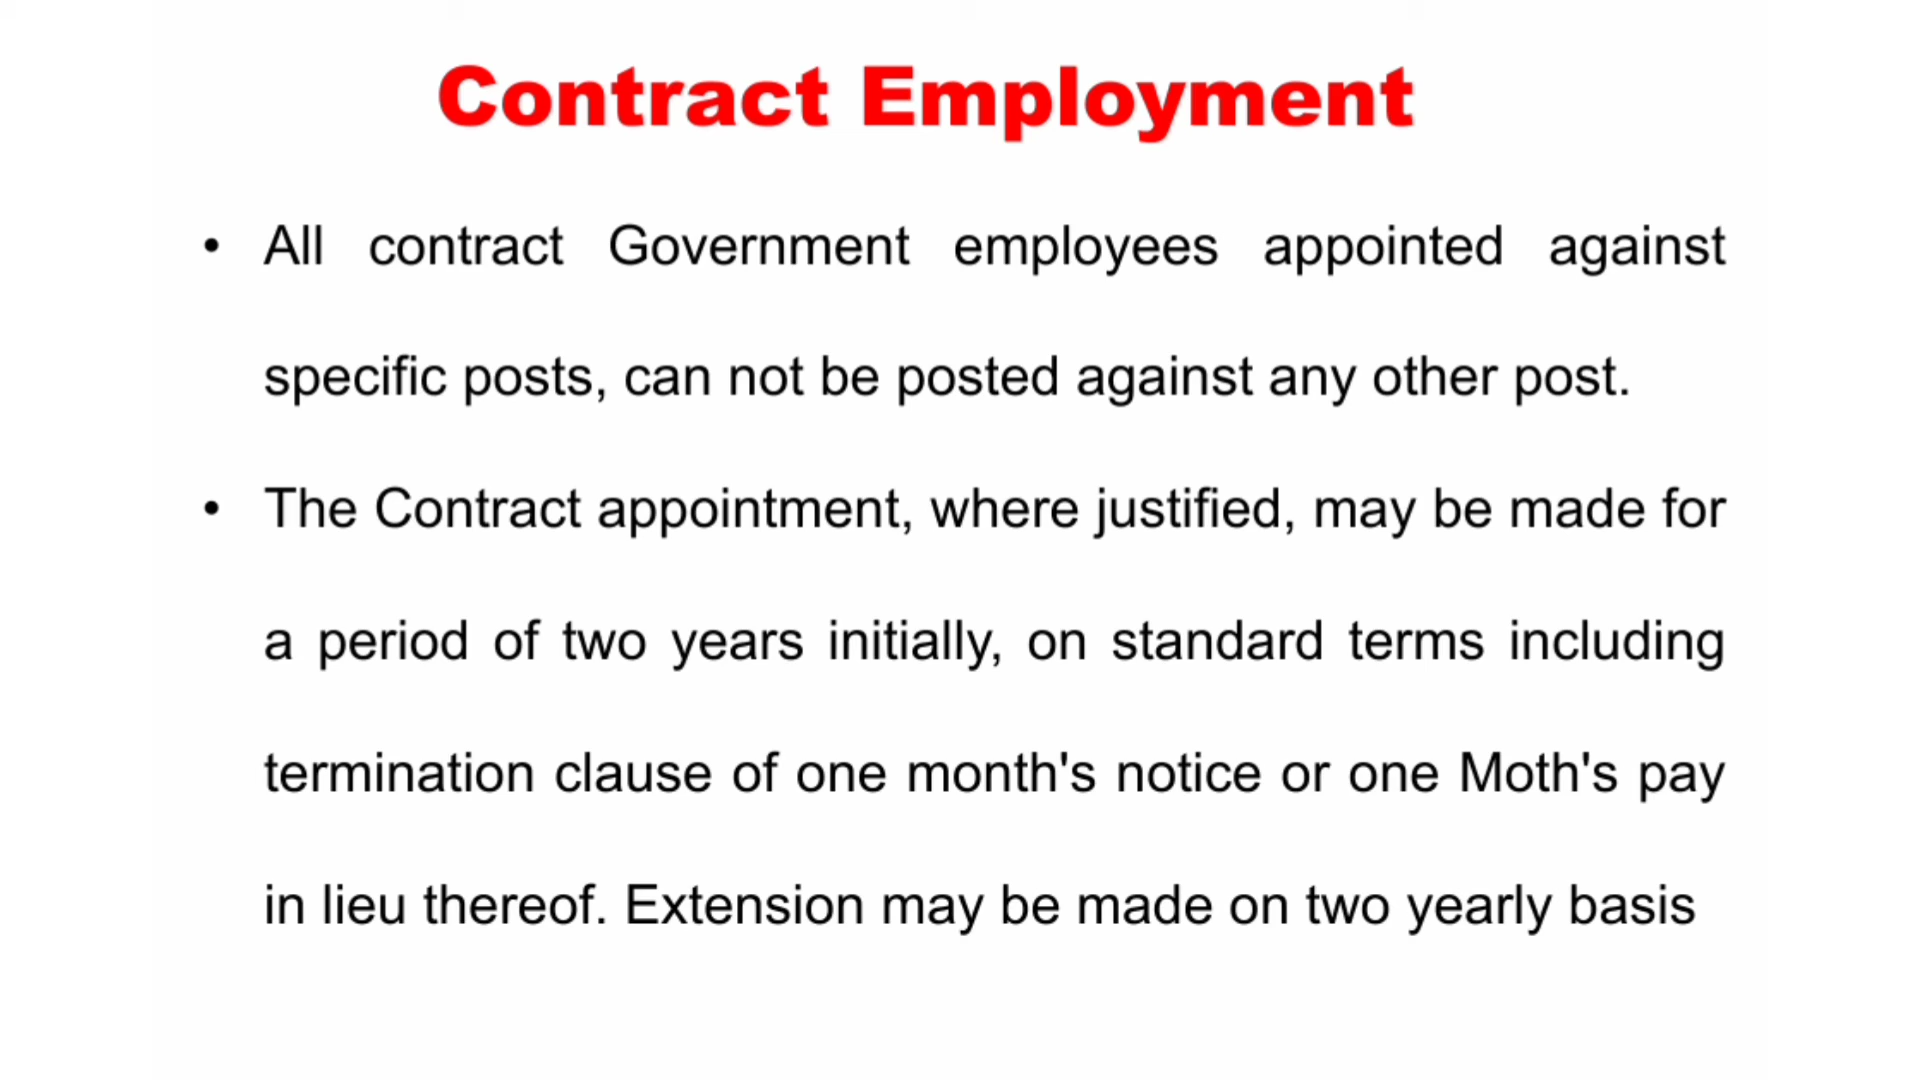 Contract Employment
• All contract Government employees appointed against
specific posts, can not be posted against any other post.
• The Contract appointment, where justified, may be made for
a period of two years initially, on standard terms including
termination clause of one month's notice or one Moth's pay
in lieu thereof. Extension may be made on two yearly basis